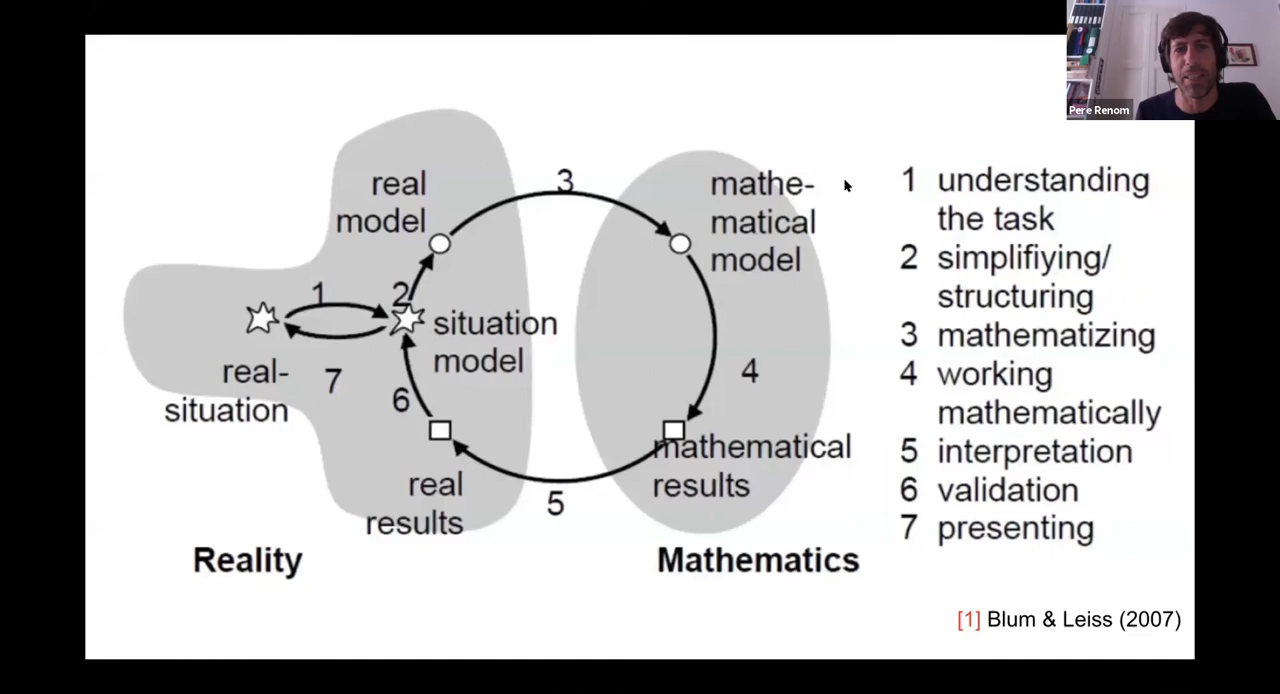 Pere Renom
real
model
3
mathe-
matical
model
1
2
situation
model
real-
situation
7
6
4
mathematical
results
real
results
5
Reality
Mathematics
1 understanding
the task
2 simplifiying/
structuring
3 mathematizing
4 working
mathematically
5 interpretation
6 validation
7 presenting
[1] Blum & Leiss (2007)